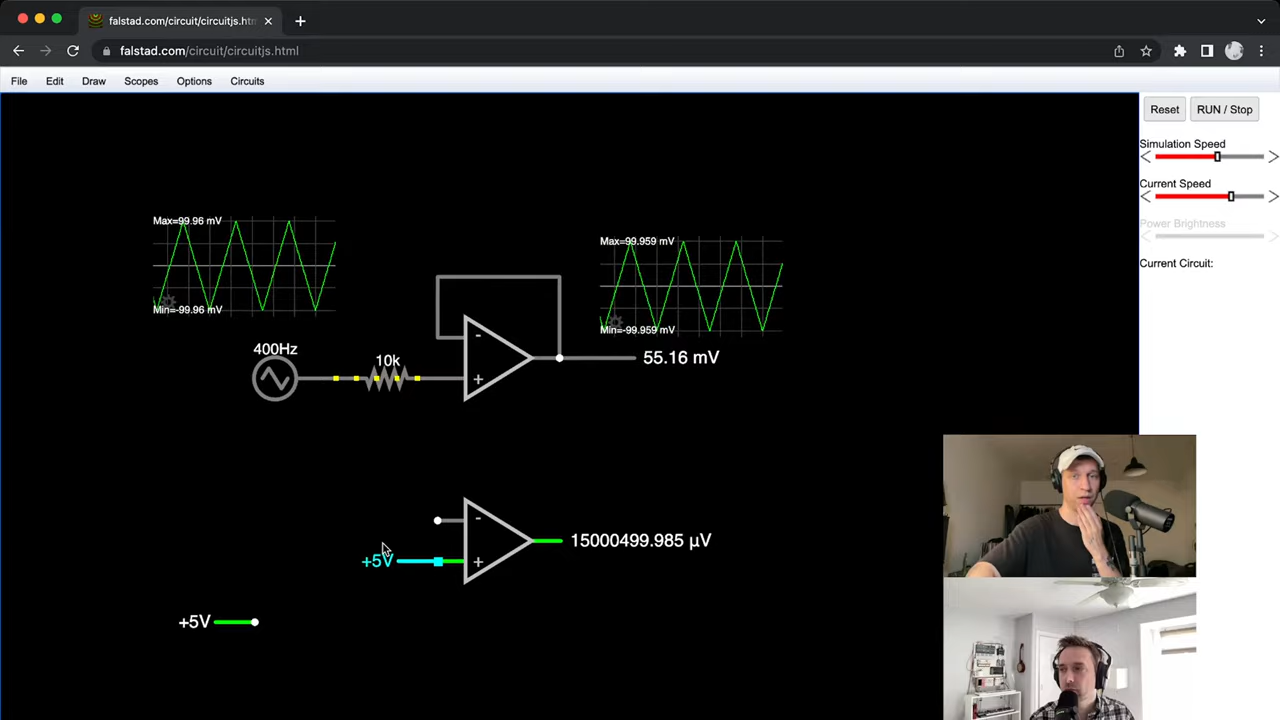 falstad.com/circuit/circuitjs.htm
falstad.com/circuit/circuitjs.html
File Edit Draw Scopes Options Circuits
Reset RUN / Stop
Simulation Speed
Current Speed
Power Brightness
Current Circuit:
Max=99.96 mV
Min=-99.96 mV
Max=99.959 mV
Min=-99.959 mV
400Hz
10k
-
+
55.16 mV
-
+5V
+
15000499.985 μV
+5V